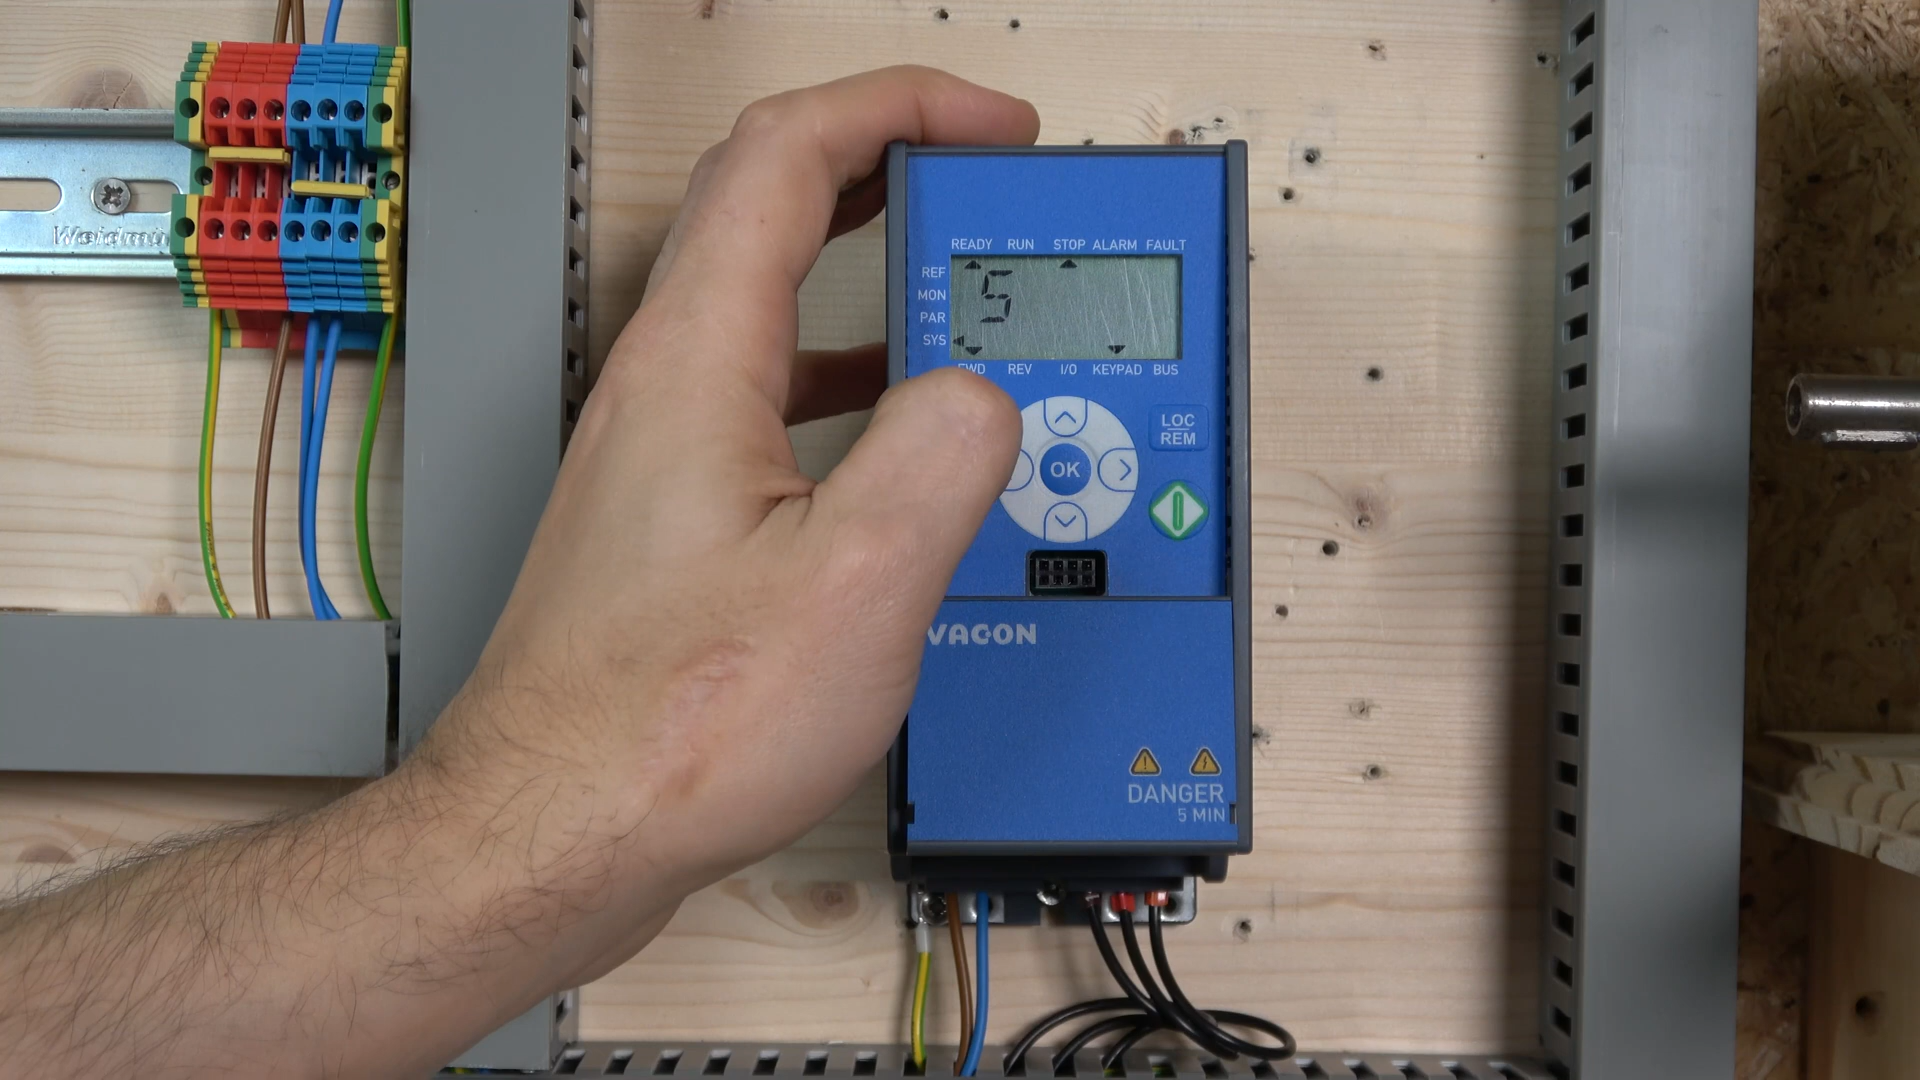 READY RUN STOP ALARM FAULT
REF
MON
PAR
SYS
5
FWD REV I/O KEYPAD BUS
LOC
REM
OK
VACON
DANGER
5 MIN